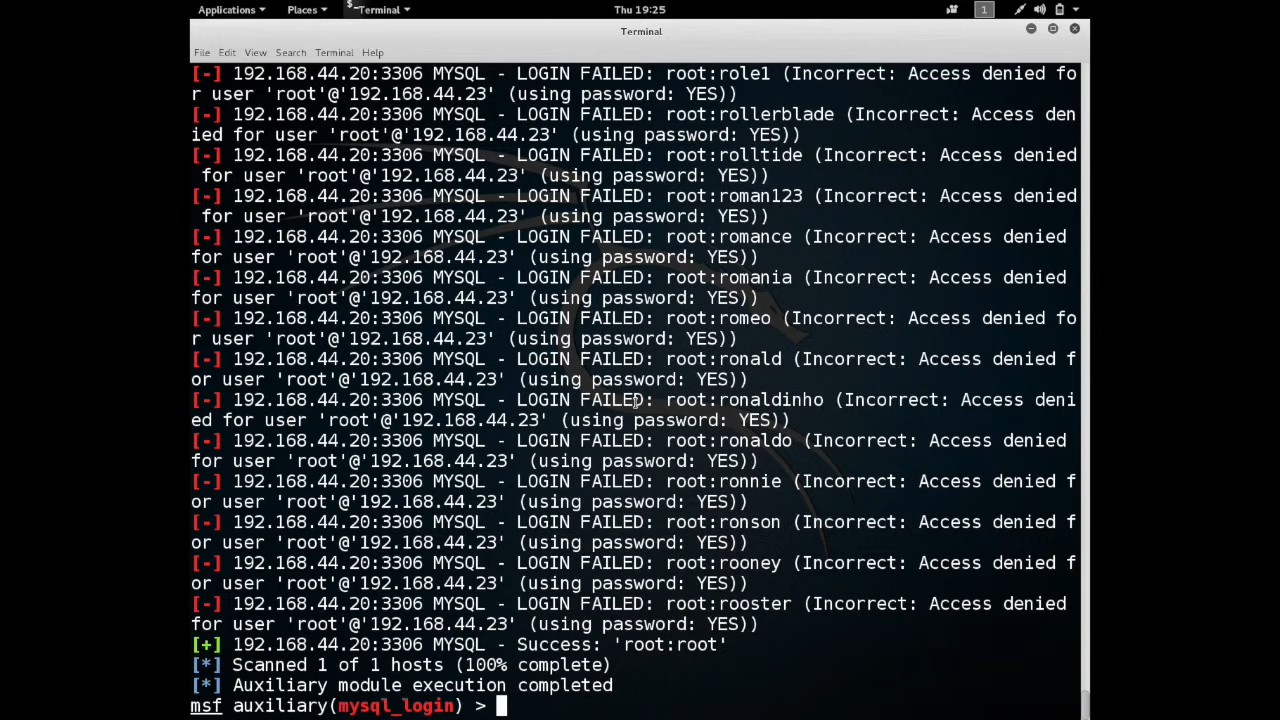 Applications Places Terminal Thu 19:25 1
Terminal
File Edit View Search Terminal Help
[-] 192.168.44.20:3306 MYSQL - LOGIN FAILED: root:role1 (Incorrect: Access denied fo
r user 'root'@'192.168.44.23' (using password: YES))
[-] 192.168.44.20:3306 MYSQL - LOGIN FAILED: root:rollerblade (Incorrect: Access den
ied for user 'root'@'192.168.44.23' (using password: YES))
[-] 192.168.44.20:3306 MYSQL - LOGIN FAILED: root:rolltide (Incorrect: Access denied
for user 'root'@'192.168.44.23' (using password: YES))
[-] 192.168.44.20:3306 MYSQL - LOGIN FAILED: root:roman123 (Incorrect: Access denied
for user 'root'@'192.168.44.23' (using password: YES))
[-] 192.168.44.20:3306 MYSQL - LOGIN FAILED: root:romance (Incorrect: Access denied
for user 'root'@'192.168.44.23' (using password: YES))
[-] 192.168.44.20:3306 MYSQL - LOGIN FAILED: root:romania (Incorrect: Access denied
for user 'root'@'192.168.44.23' (using password: YES))
[-] 192.168.44.20:3306 MYSQL - LOGIN FAILED: root:romeo (Incorrect: Access denied fo
r user 'root'@'192.168.44.23' (using password: YES))
[-] 192.168.44.20:3306 MYSQL - LOGIN FAILED: root:ronald (Incorrect: Access denied f
or user 'root'@'192.168.44.23' (using password: YES))
[-] 192.168.44.20:3306 MYSQL - LOGIN FAILED: root:ronaldinho (Incorrect: Access deni
ed for user 'root'@'192.168.44.23' (using password: YES))
[-] 192.168.44.20:3306 MYSQL - LOGIN FAILED: root:ronaldo (Incorrect: Access denied
for user 'root'@'192.168.44.23' (using password: YES))
[-] 192.168.44.20:3306 MYSQL - LOGIN FAILED: root:ronnie (Incorrect: Access denied f
or user 'root'@'192.168.44.23' (using password: YES))
[-] 192.168.44.20:3306 MYSQL - LOGIN FAILED: root:ronson (Incorrect: Access denied f
or user 'root'@'192.168.44.23' (using password: YES))
[-] 192.168.44.20:3306 MYSQL - LOGIN FAILED: root:rooney (Incorrect: Access denied f
or user 'root'@'192.168.44.23' (using password: YES))
[-] 192.168.44.20:3306 MYSQL - LOGIN FAILED: root:rooster (Incorrect: Access denied
for user 'root'@'192.168.44.23' (using password: YES))
[+] 192.168.44.20:3306 MYSQL - Success: 'root:root'
[*] Scanned 1 of 1 hosts (100% complete)
[*] Auxiliary module execution completed
msf auxiliary(mysql_login) >